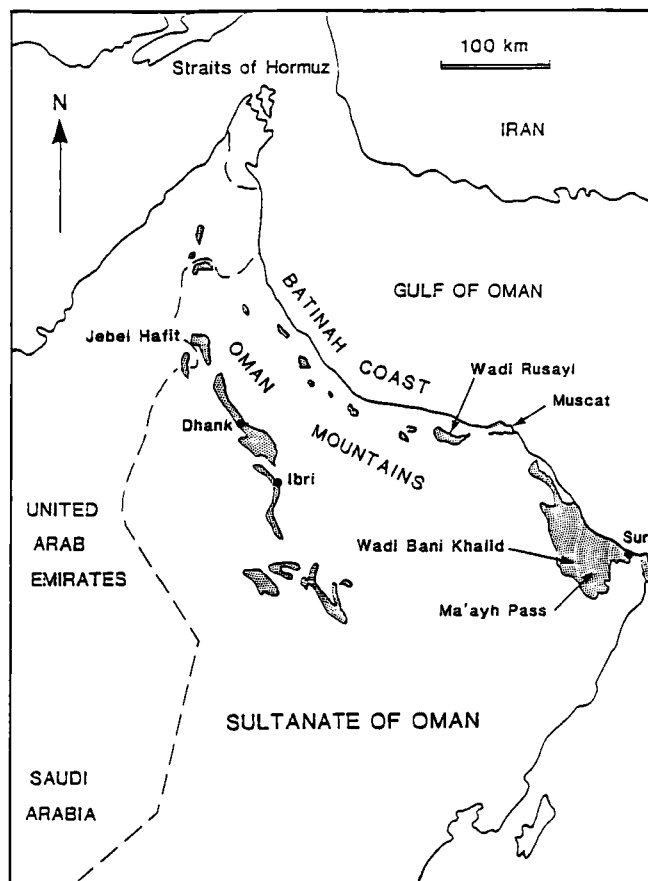 100 km
Straits of Hormuz
N
IRAN
GULF OF OMAN
BATINAH
COAST
Jebel Hafit
OMAN
MOUNTAINS
Wadi Rusayl
Muscat
Dhank
Ibri
UNITED
ARAB
EMIRATES
Sur
Wadi Bani Khalid
Ma'ayh Pass
SULTANATE OF OMAN
SAUDI
ARABIA